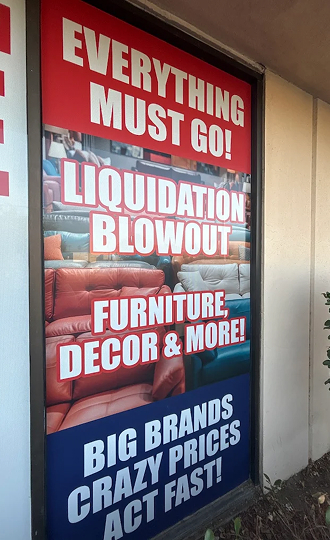 EVERYTHING
MUST GO!
LIQUIDATION
BLOWOUT
FURNITURE,
DECOR & MORE!
BIG BRANDS
CRAZY PRICES
ACT FAST!